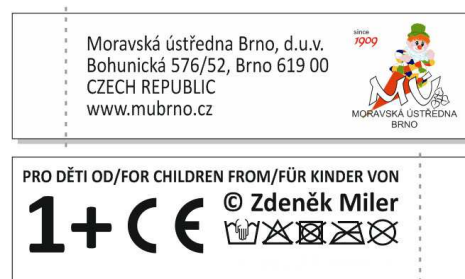 Moravská ústředna Brno, d.u.v.
Bohunická 576/52, Brno 619 00
CZECH REPUBLIC
www.mubrno.cz
since
1909
MU
MORAVSKÁ ÚSTŘEDNA
BRNO
PRO DĚTI OD/FOR CHILDREN FROM/FÜR KINDER VON
1+ CE
© Zdeněk Miler